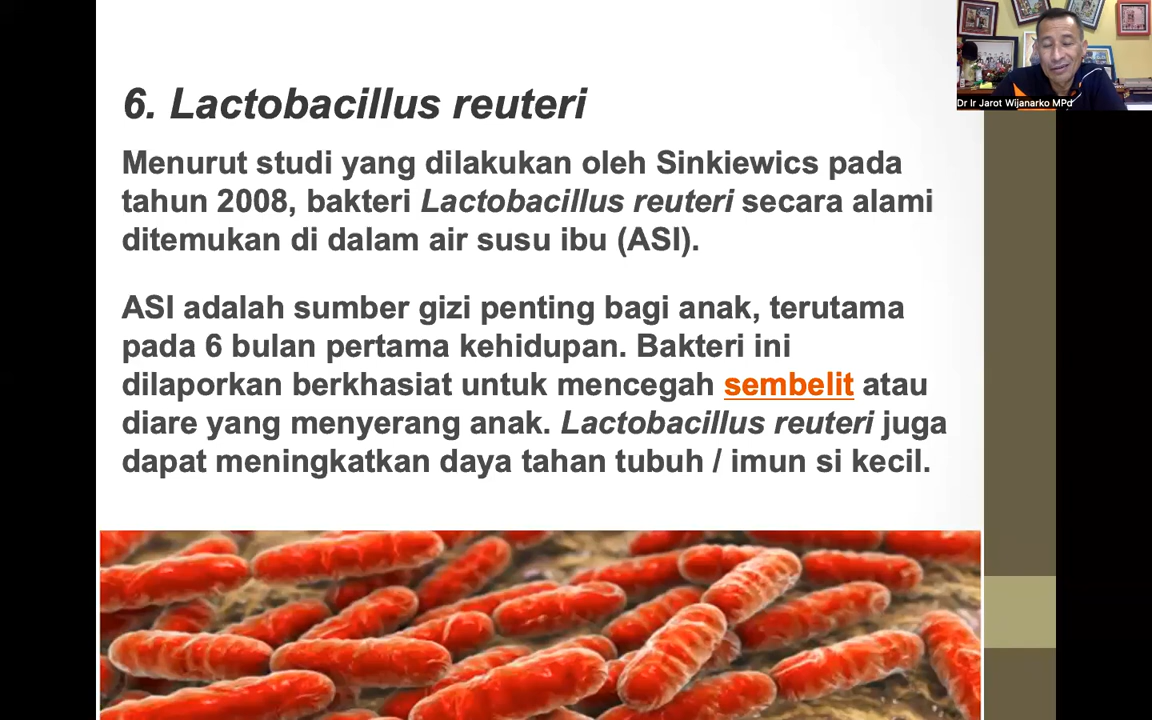 6. Lactobacillus reuteri
Menurut studi yang dilakukan oleh Sinkiewics pada
tahun 2008, bakteri Lactobacillus reuteri secara alami
ditemukan di dalam air susu ibu (ASI).
ASI adalah sumber gizi penting bagi anak, terutama
pada 6 bulan pertama kehidupan. Bakteri ini
dilaporkan berkhasiat untuk mencegah sembelit atau
diare yang menyerang anak. Lactobacillus reuteri juga
dapat meningkatkan daya tahan tubuh / imun si kecil.
Dr Ir Jarot Wijanarko MPd